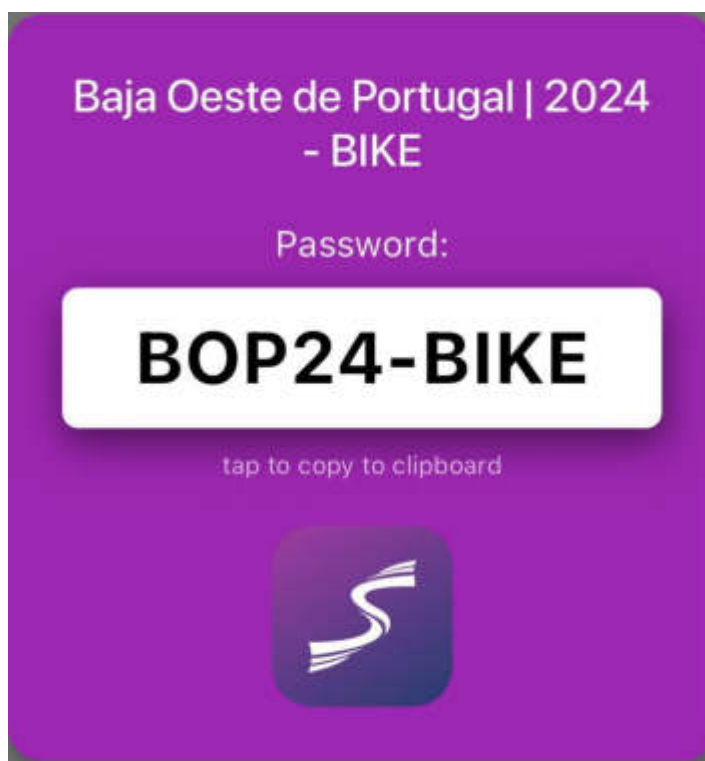 Baja Oeste de Portugal | 2024
- BIKE
Password:
BOP24-BIKE
tap to copy to clipboard